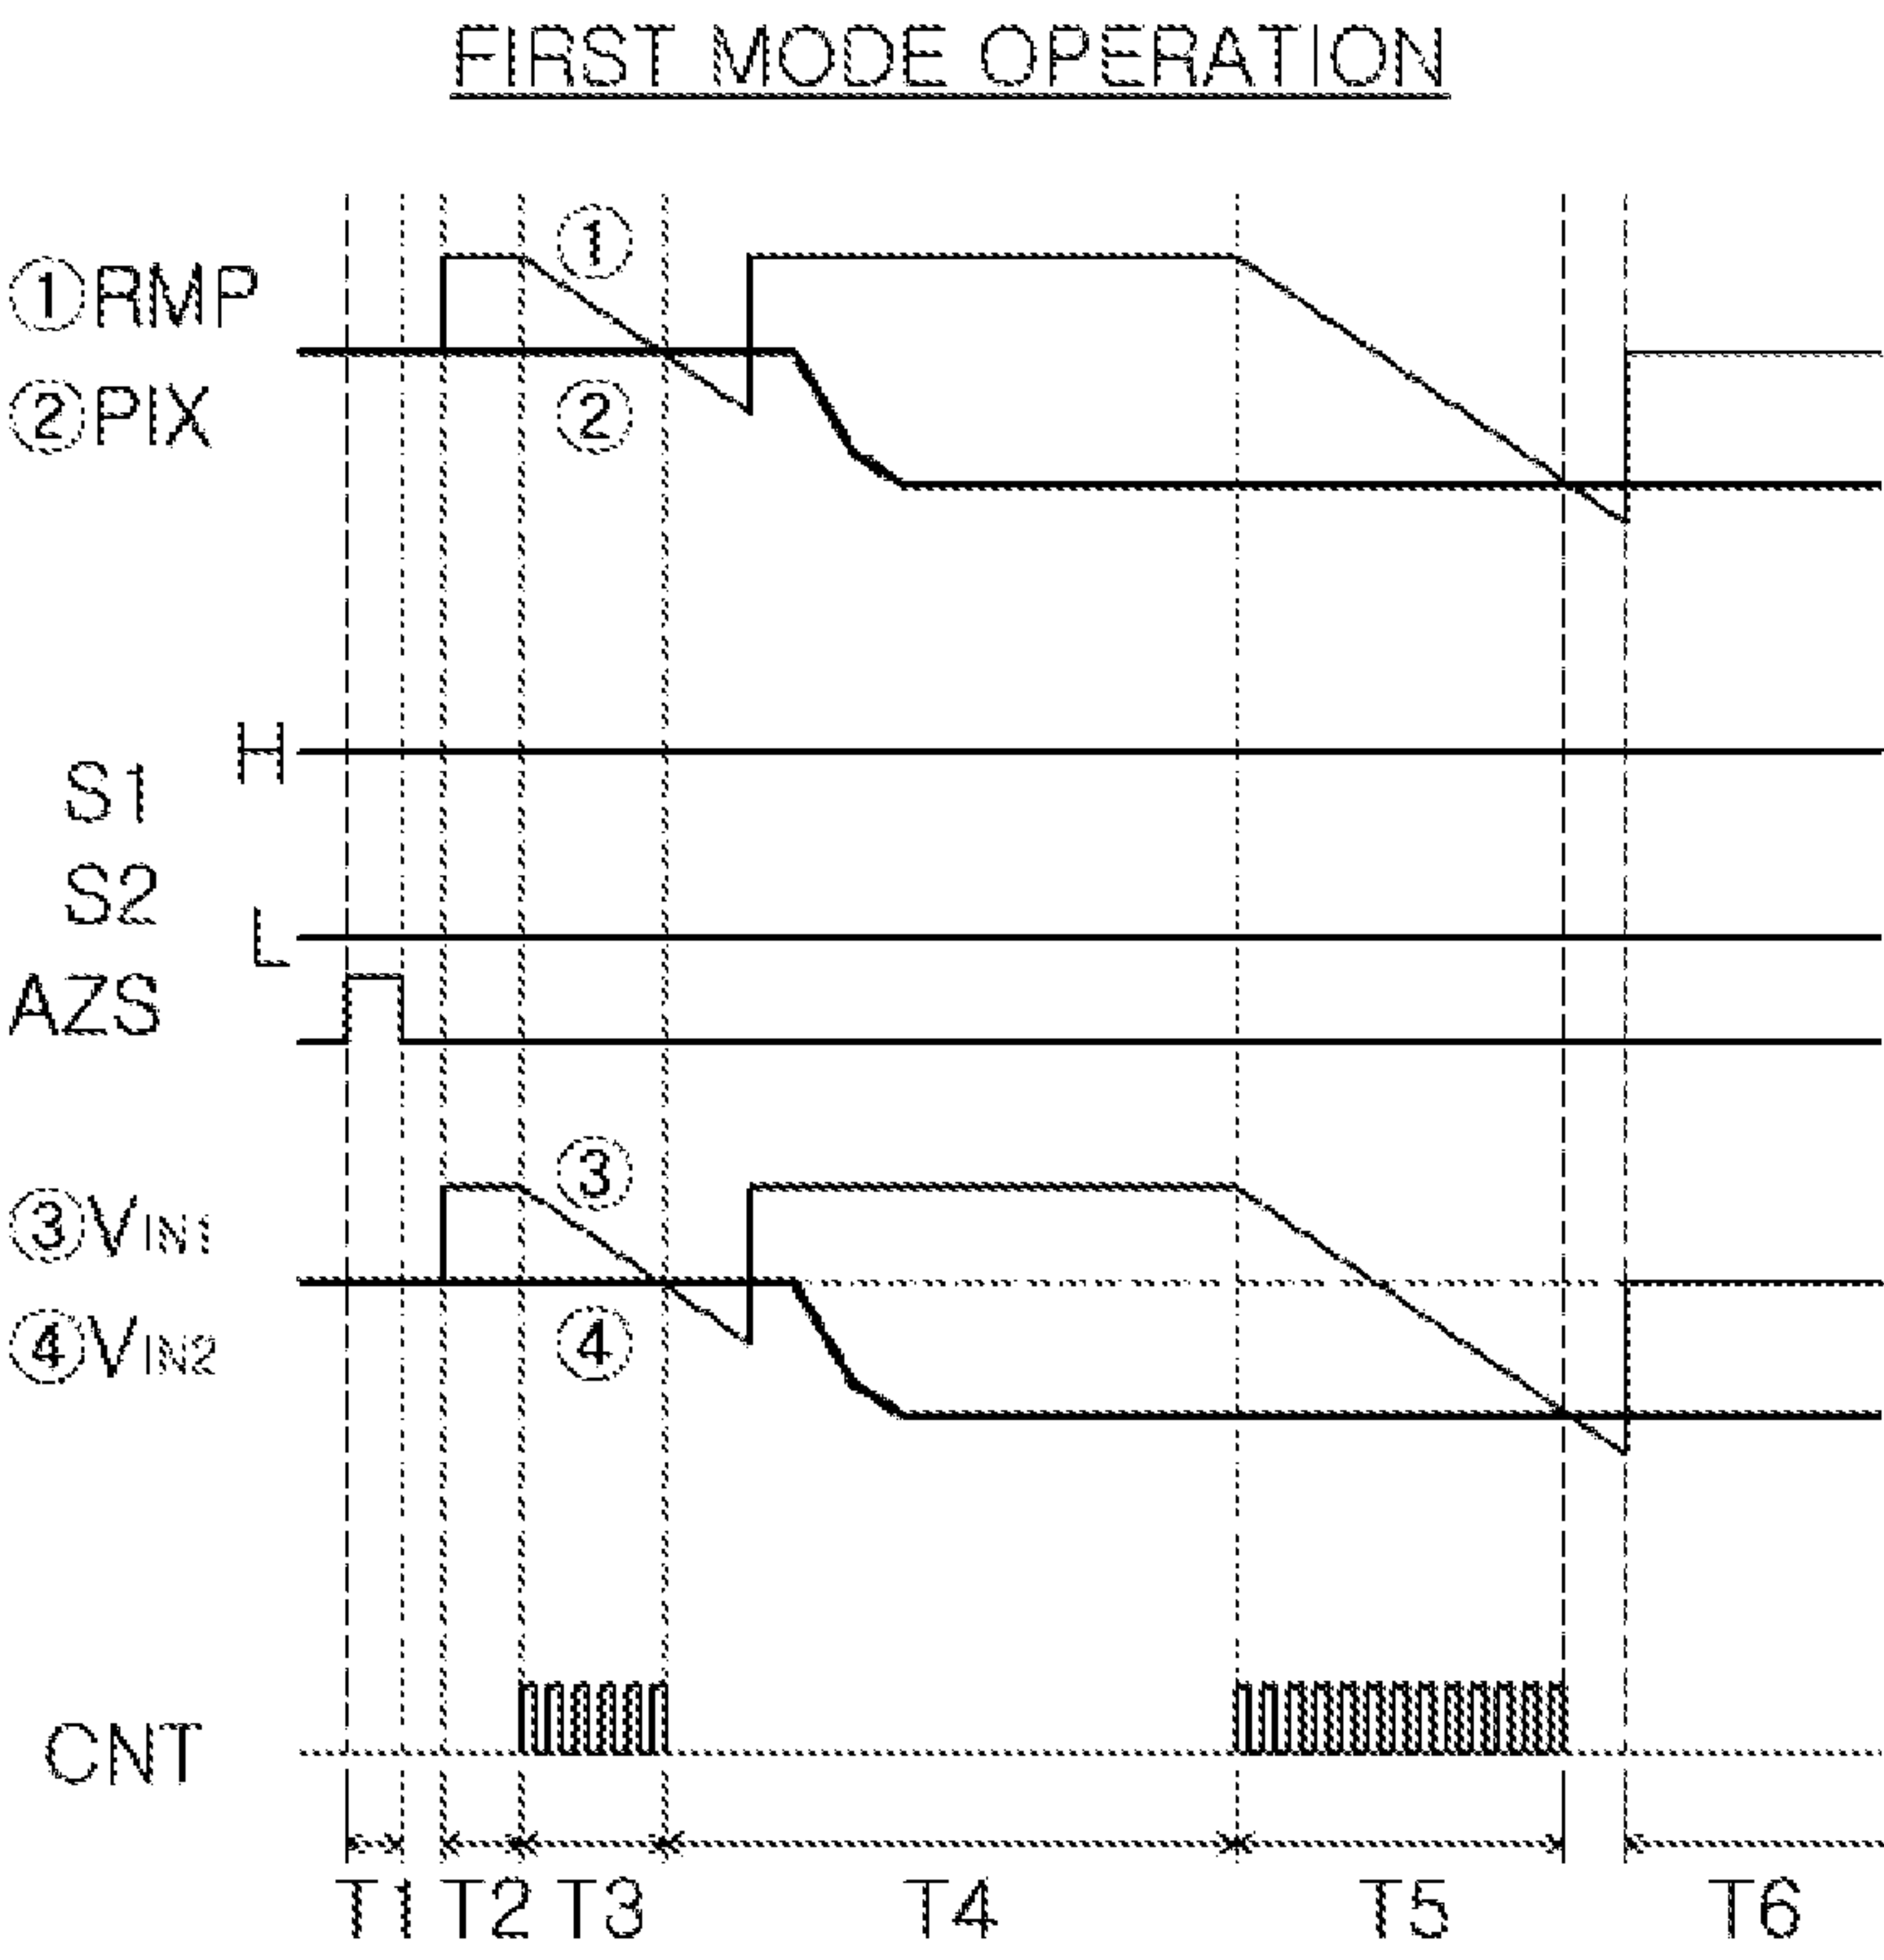 FIRST MODE OPERATION
①
①RMP
②PIX
②
H
S1
S2
L
AZS
③
③VIN1
④VIN2
④
CNT
T1 T2 T3 T4 T5 T6